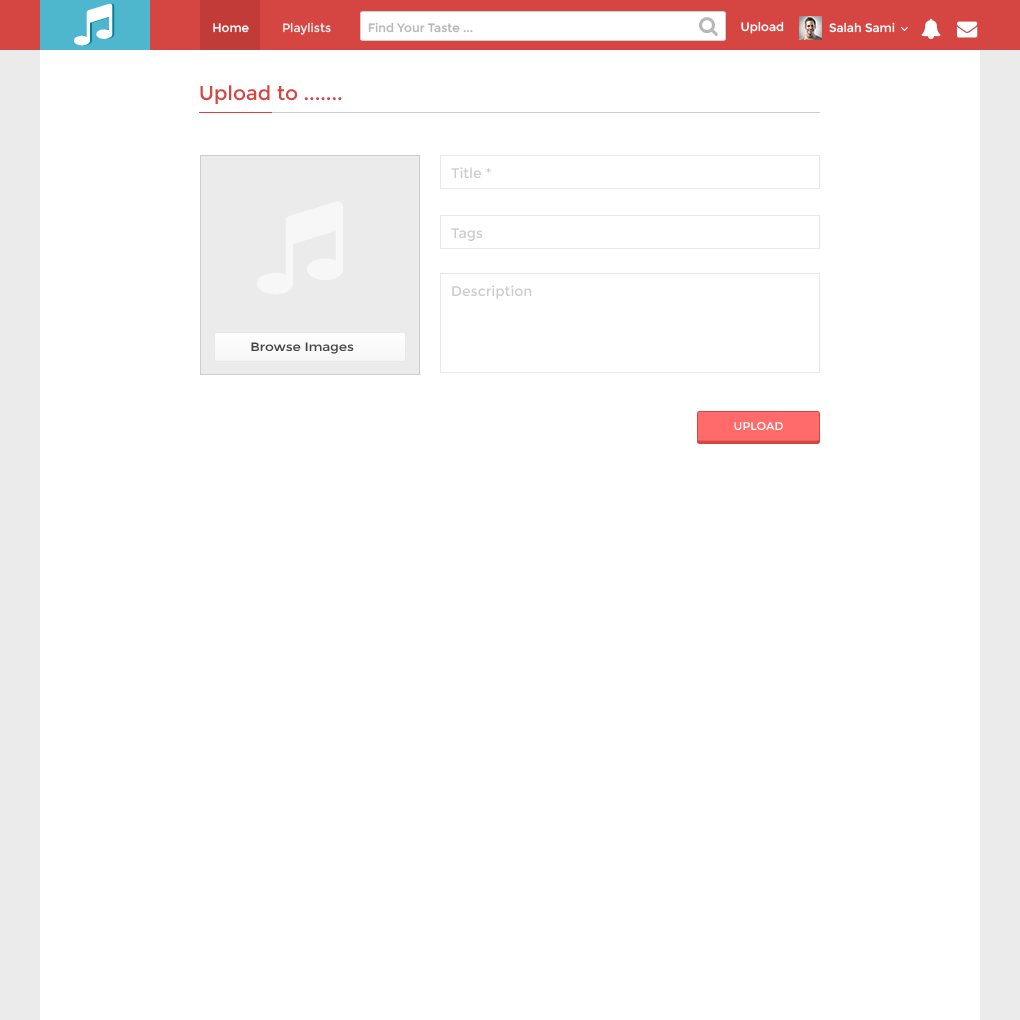 Home
Playlists
Find Your Taste ...
Upload
Salah Sami
Upload to .......
Title *
Tags
Description
Browse Images
UPLOAD